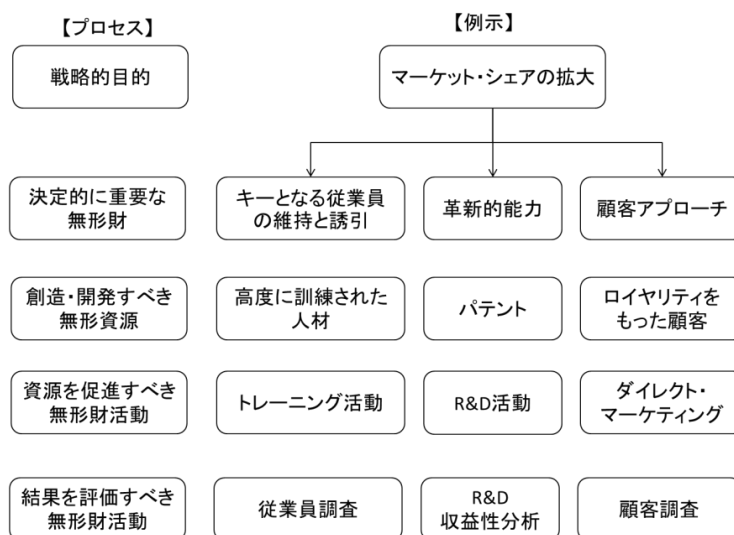 【プロセス】
【例示】
戦略的目的
マーケット・シェアの拡大
決定的に重要な
無形財
キーとなる従業員
の維持と誘引
革新的能力
顧客アプローチ
創造・開発すべき
無形資源
高度に訓練された
人材
パテント
ロイヤリティを
もった顧客
資源を促進すべき
無形財活動
トレーニング活動
R&D活動
ダイレクト・
マーケティング
結果を評価すべき
無形財活動
従業員調査
R&D
収益性分析
顧客調査